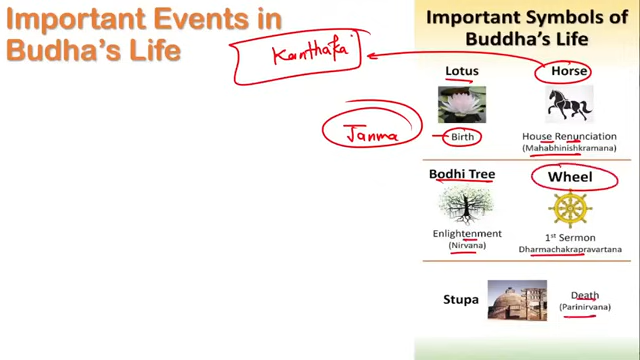 Important Events in
Budha's Life
Kanthaka
Janma
Important Symbols of
Buddha's Life
Lotus
Horse
Birth
House Renunciation
(Mahabhinishkramana)
Bodhi Tree
Wheel
Enlightenment
(Nirvana)
1st Sermon
Dharmachakrapravartana
Stupa
Death
(Parinirvana)